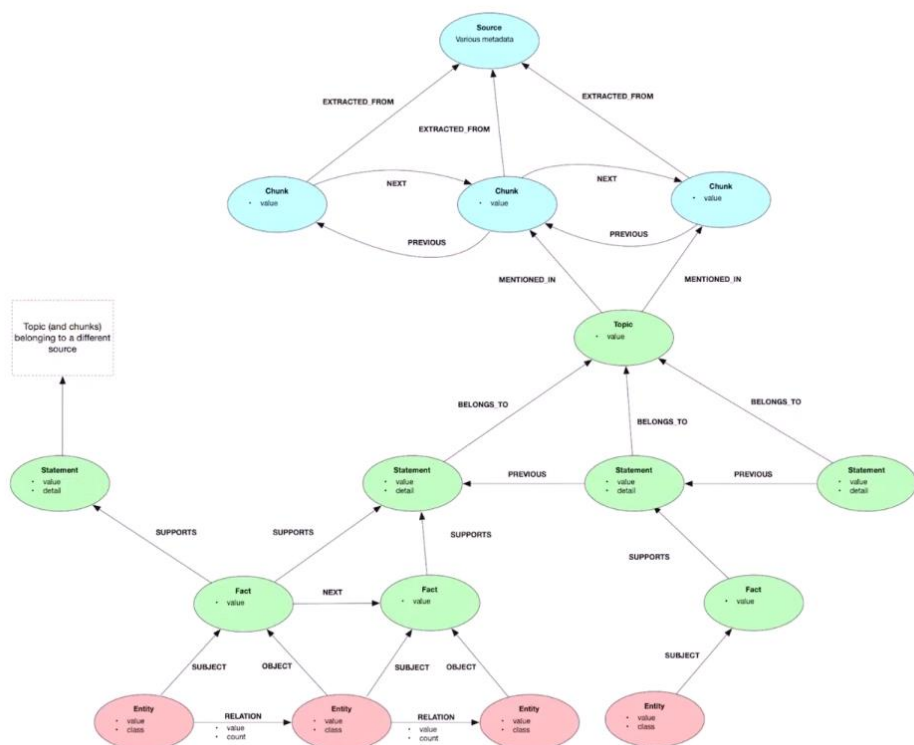 Source
Various metadata
EXTRACTED_FROM
EXTRACTED_FROM
EXTRACTED_FROM
Chunk
• value
NEXT
Chunk
• value
NEXT
Chunk
• value
PREVIOUS
PREVIOUS
MENTIONED_IN
MENTIONED_IN
Topic (and chunks)
belonging to a different
source
Topic
• value
BELONGS_TO
BELONGS_TO
BELONGS_TO
Statement
• value
• detail
Statement
• value
• detail
PREVIOUS
Statement
• value
• detail
PREVIOUS
Statement
• value
• detail
SUPPORTS
SUPPORTS
SUPPORTS
SUPPORTS
Fact
• value
NEXT
Fact
• value
Fact
• value
SUBJECT
OBJECT
SUBJECT
OBJECT
SUBJECT
Entity
• value
• class
RELATION
• value
• count
Entity
• value
• class
RELATION
• value
• count
Entity
• value
• class
Entity
• value
• class